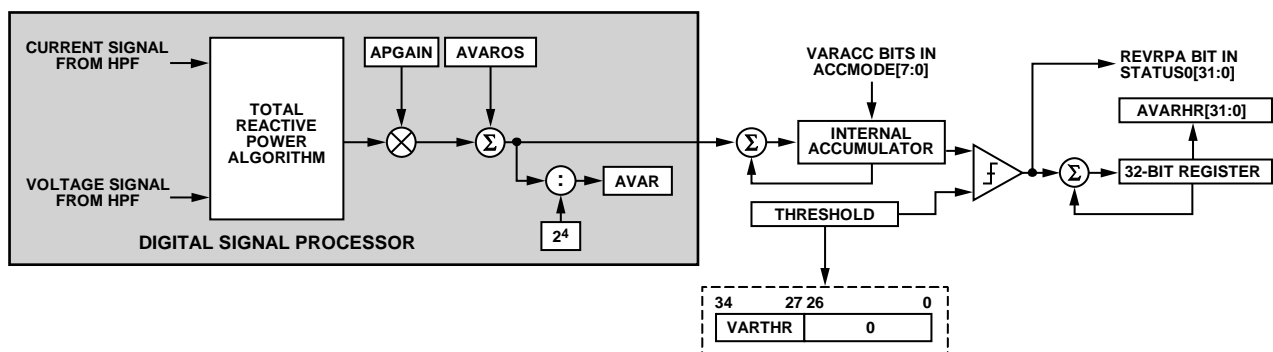 CURRENT SIGNAL
FROM HPF
VOLTAGE SIGNAL
FROM HPF
TOTAL
REACTIVE
POWER
ALGORITHM
APGAIN
AVAROS
Σ
:
AVAR
2⁴
DIGITAL SIGNAL PROCESSOR
VARACC BITS IN
ACCMODE[7:0]
Σ
INTERNAL
ACCUMULATOR
THRESHOLD
34 27 26 0
VARTHR 0
REVRPA BIT IN
STATUS0[31:0]
AVARHR[31:0]
Σ
32-BIT REGISTER